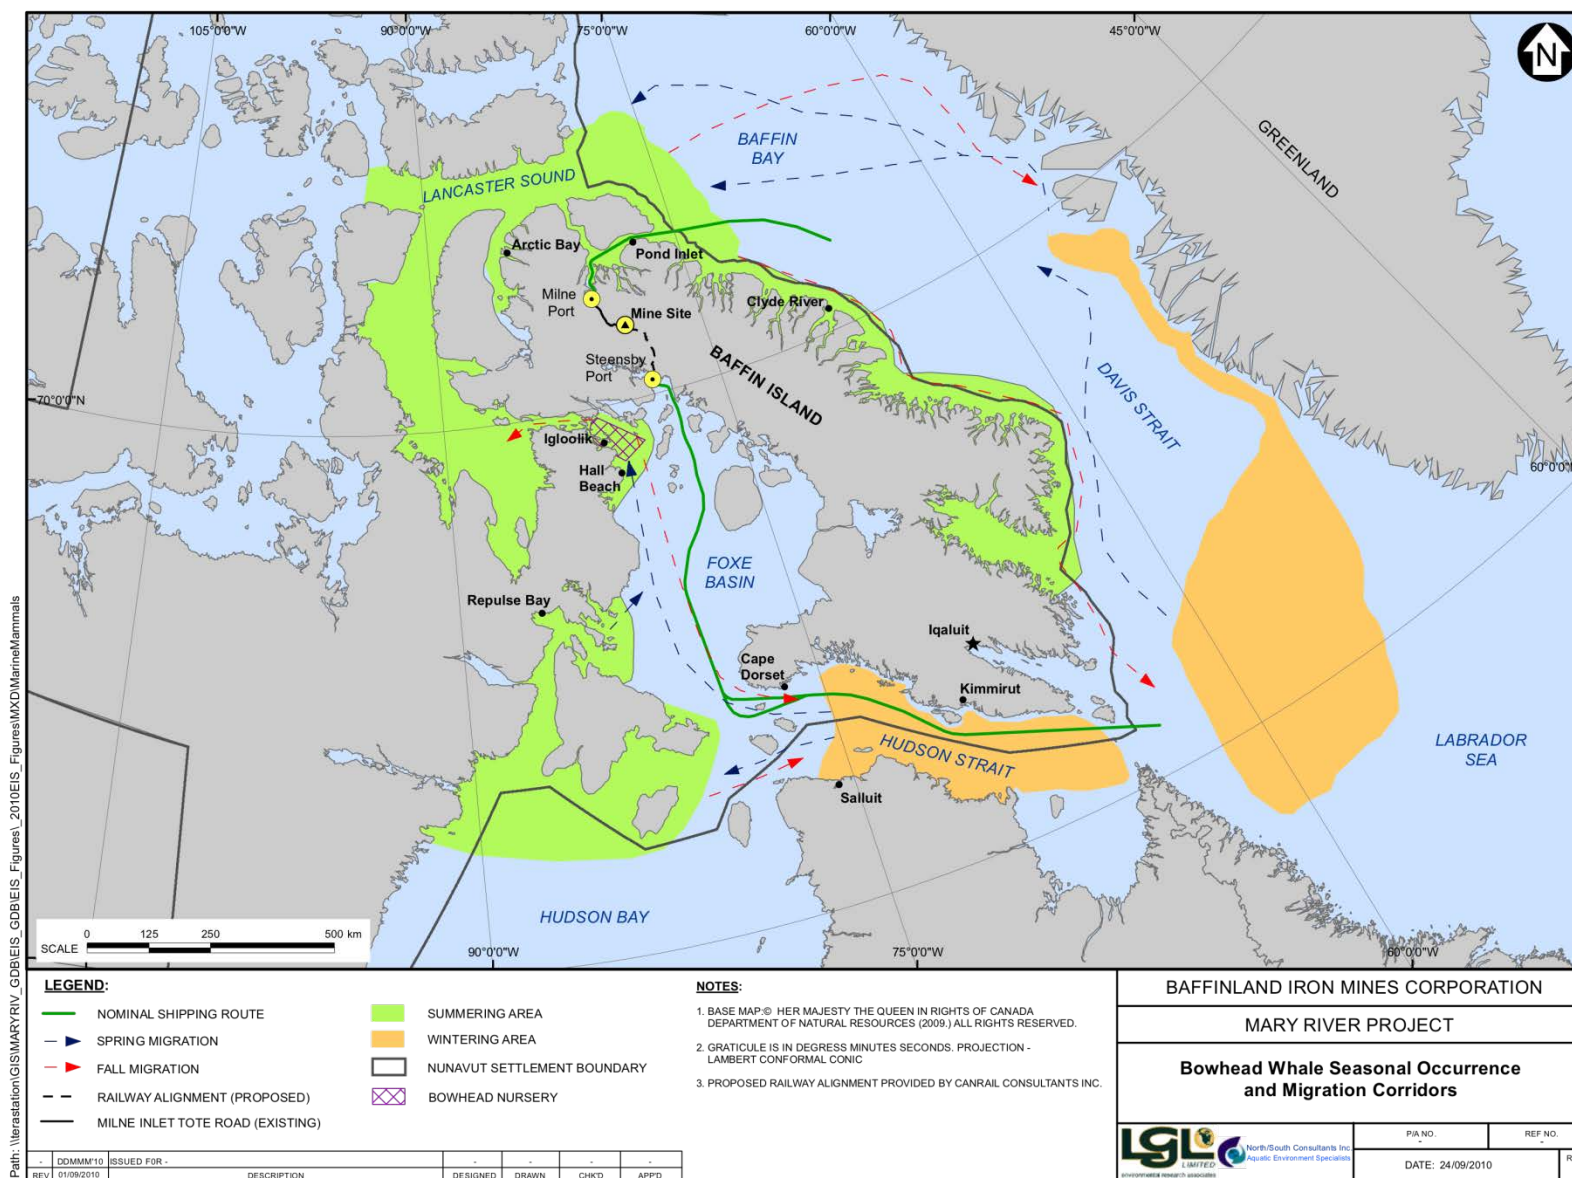 105°0'0"W
90°0'0"W
75°0'0"W
60°0'0"W
45°0'0"W
N
GREENLAND
BAFFIN
BAY
LANCASTER SOUND
Arctic Bay
Pond Inlet
Milne
Port
Mine Site
Clyde River
Steensby
Port
BAFFIN ISLAND
DAVIS STRAIT
70°0'0"N
Igloolik
Hall
Beach
60°0'0"N
FOXE
BASIN
Repulse Bay
Iqaluit
Cape
Dorset
Kimmirut
HUDSON STRAIT
LABRADOR
SEA
Salluit
HUDSON BAY
SCALE
0 125 250 500 km
90°0'0"W
75°0'0"W
60°0'0"W
Path: \\terastation\GIS\MARYRIV_GDB\EIS_GDB\EIS_Figures\_2010EIS_Figures\MXD\MarineMammals
LEGEND:
NOMINAL SHIPPING ROUTE
SPRING MIGRATION
FALL MIGRATION
RAILWAY ALIGNMENT (PROPOSED)
MILNE INLET TOTE ROAD (EXISTING)
SUMMERING AREA
WINTERING AREA
NUNAVUT SETTLEMENT BOUNDARY
BOWHEAD NURSERY
NOTES:
1. BASE MAP:© HER MAJESTY THE QUEEN IN RIGHTS OF CANADA
DEPARTMENT OF NATURAL RESOURCES (2009.) ALL RIGHTS RESERVED.
2. GRATICULE IS IN DEGRESS MINUTES SECONDS. PROJECTION -
LAMBERT CONFORMAL CONIC
3. PROPOSED RAILWAY ALIGNMENT PROVIDED BY CANRAIL CONSULTANTS INC.
BAFFINLAND IRON MINES CORPORATION
MARY RIVER PROJECT
Bowhead Whale Seasonal Occurrence
and Migration Corridors
LGL
LIMITED
environmental research associates
North/South Consultants Inc.
Aquatic Environment Specialists
P/A NO.
-
REF NO.
-
DATE: 24/09/2010
R
- DDMMM'10 ISSUED F0R - - - - -
REV 01/09/2010 DESCRIPTION DESIGNED DRAWN CHK'D APP'D